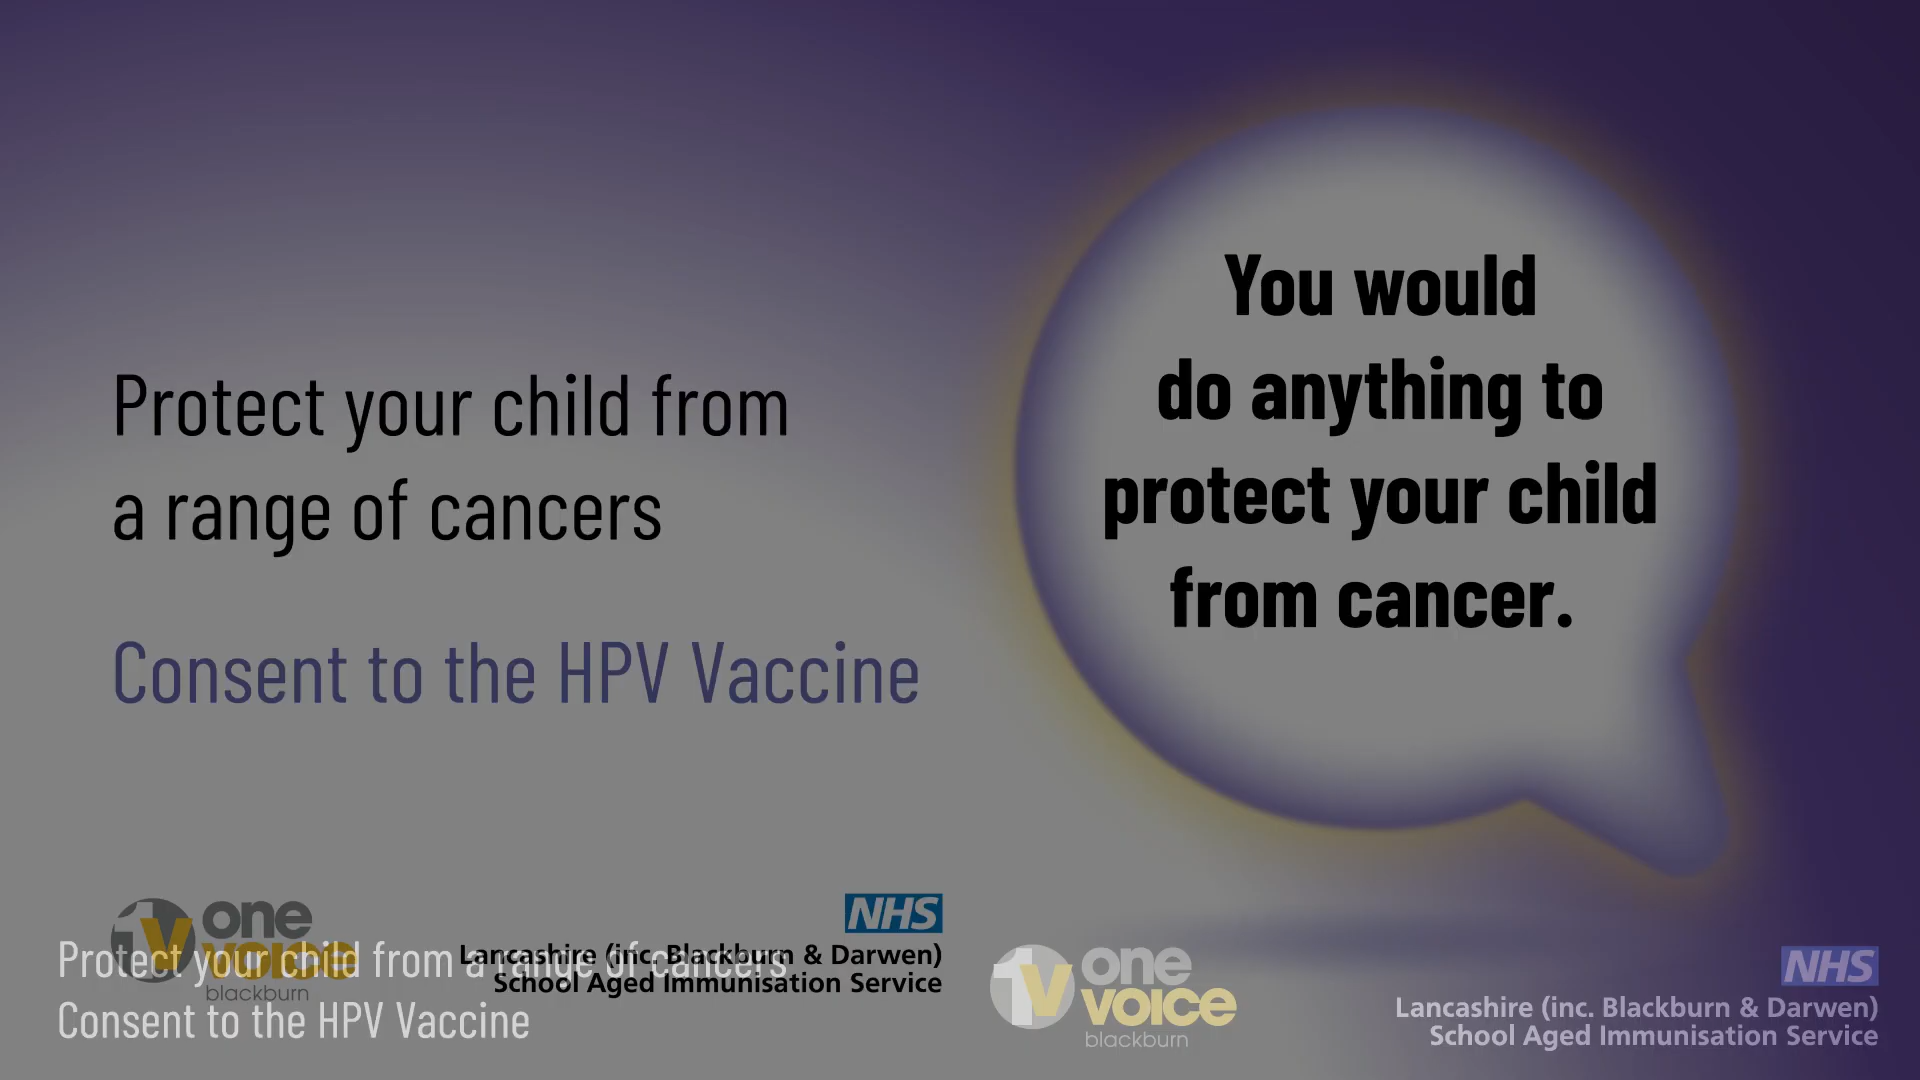 Protect your child from
a range of cancers
Consent to the HPV Vaccine
You would
do anything to
protect your child
from cancer.
one
voice
blackburn
NHS
Lancashire (inc. Blackburn & Darwen)
School Aged Immunisation Service
Protect your child from a range of cancers
Consent to the HPV Vaccine
1v one
voice
blackburn
NHS
Lancashire (inc. Blackburn & Darwen)
School Aged Immunisation Service